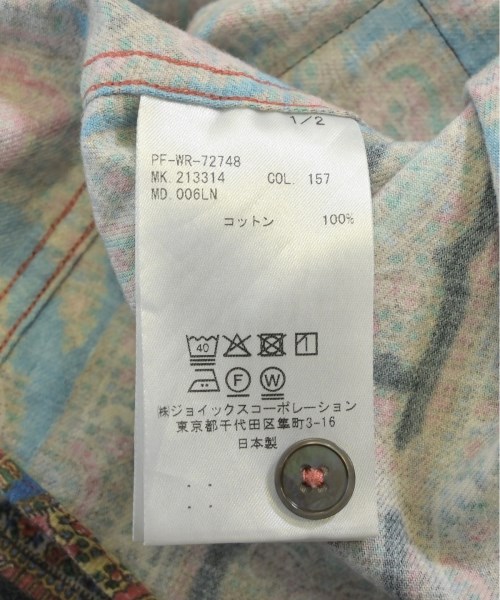 1/2
PF-WR-72748
MK. 213314 COL. 157
MD. 006LN
コットン 100%
40 1
F W
㈱ジョイックスコーポレーション
東京都千代田区隼町3-16
日本製